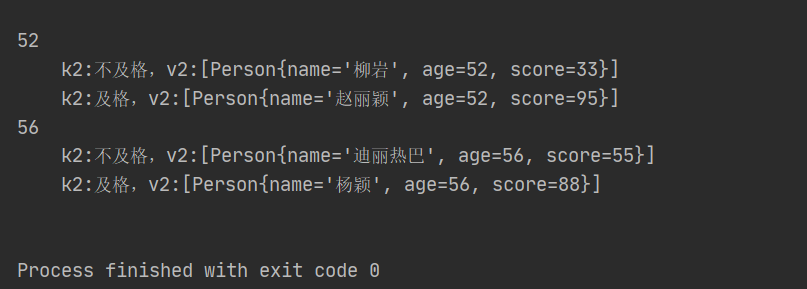 52
    k2:不及格，v2:[Person{name='柳岩', age=52, score=33}]
    k2:及格，v2:[Person{name='赵丽颖', age=52, score=95}]
56
    k2:不及格，v2:[Person{name='迪丽热巴', age=56, score=55}]
    k2:及格，v2:[Person{name='杨颖', age=56, score=88}]
Process finished with exit code 0